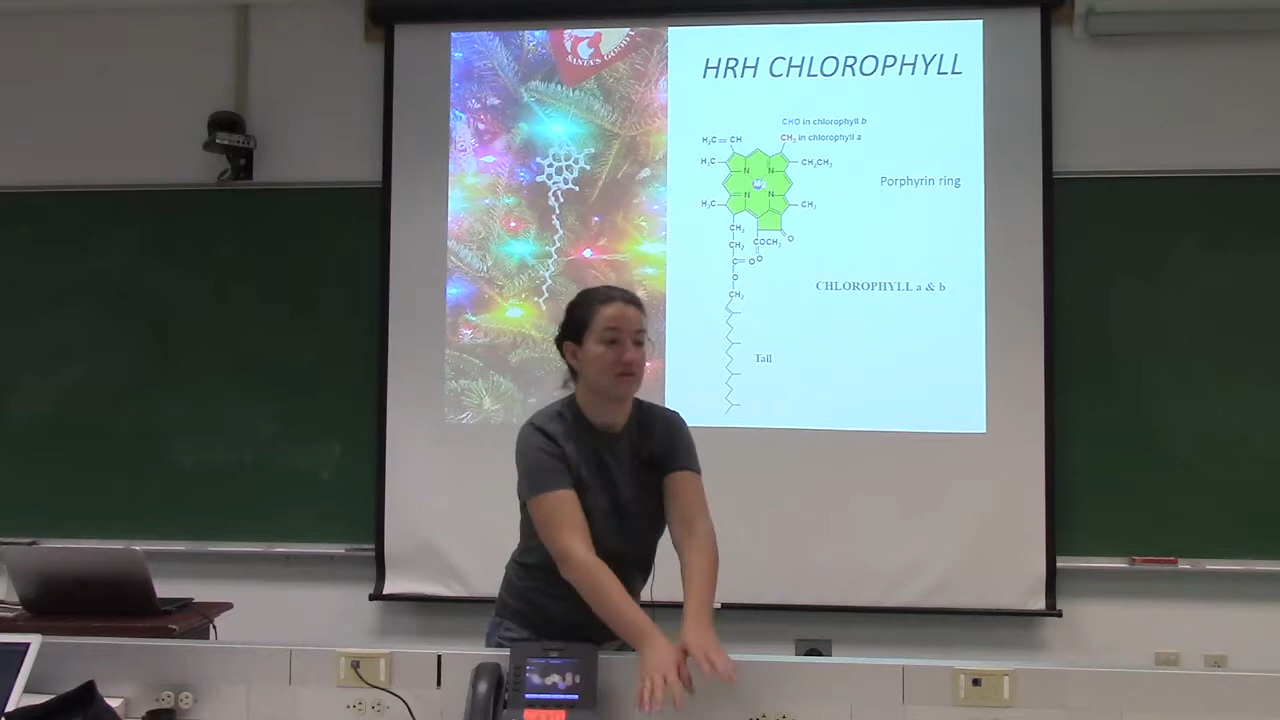 SANTA'S
HRH CHLOROPHYLL
CHO in chlorophyll b
CH3 in chlorophyll a
H2C CH
H3C
CH2CH3
N N
Mg
Porphyrin ring
N N
H3C
CH3
CH2
O
CH2
COCH3
C O
O
O
CH2
CHLOROPHYLL a & b
Tail